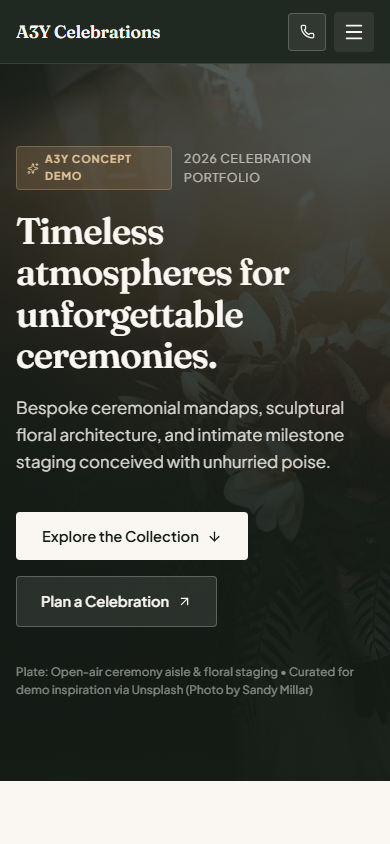 A3Y Celebrations
A3Y CONCEPT
DEMO
2026 CELEBRATION
PORTFOLIO
Timeless
atmospheres for
unforgettable
ceremonies.
Bespoke ceremonial mandaps, sculptural
floral architecture, and intimate milestone
staging conceived with unhurried poise.
Explore the Collection ↓
Plan a Celebration ↗
Plate: Open-air ceremony aisle & floral staging • Curated for
demo inspiration via Unsplash (Photo by Sandy Millar)